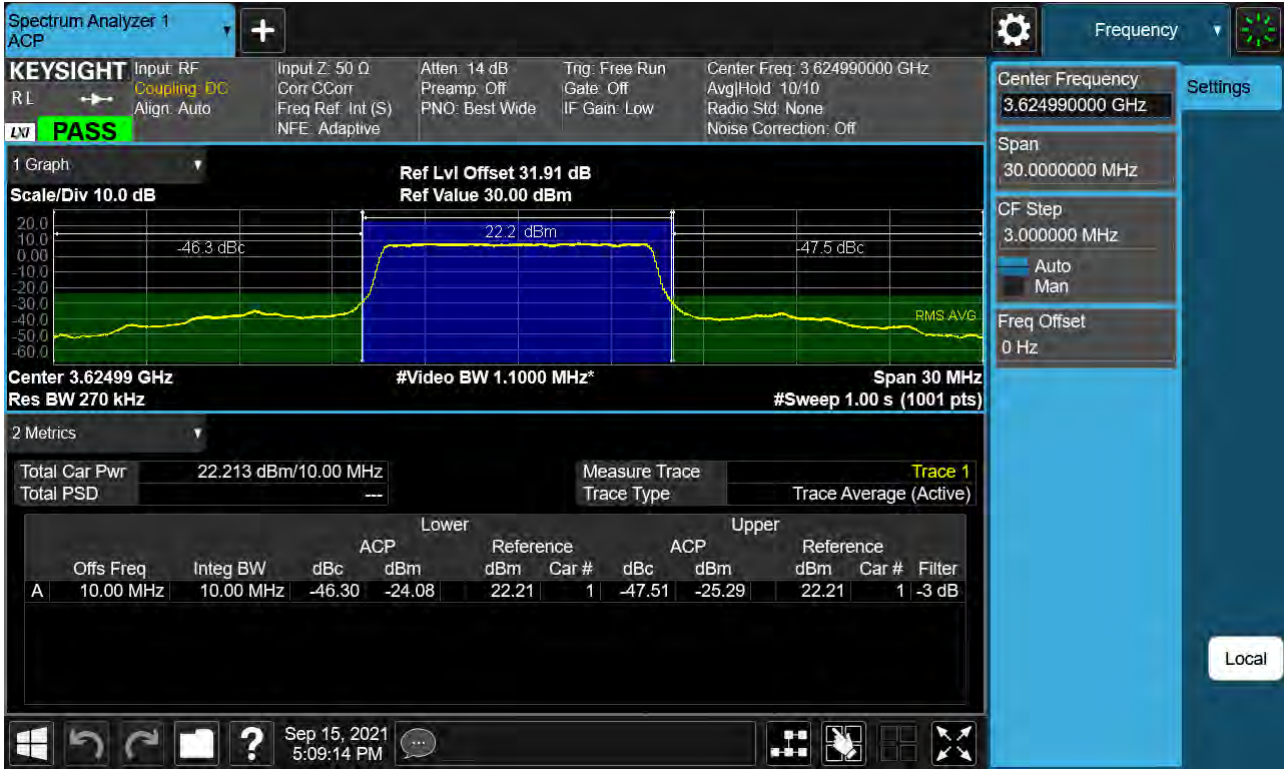 Spectrum Analyzer 1
ACP
+
Frequency
KEYSIGHT
RL
LXI PASS
Input: RF
Coupling: DC
Align: Auto
Input Z: 50 Ω
Corr CCorr
Freq Ref: Int (S)
NFE: Adaptive
Atten: 14 dB
Preamp: Off
PNO: Best Wide
Trig: Free Run
Gate: Off
IF Gain: Low
Center Freq: 3.624990000 GHz
Avg|Hold: 10/10
Radio Std: None
Noise Correction: Off
Center Frequency
3.624990000 GHz
Settings
Span
30.0000000 MHz
CF Step
3.000000 MHz
Auto
Man
Freq Offset
0 Hz
1 Graph
Scale/Div 10.0 dB
Ref Lvl Offset 31.91 dB
Ref Value 30.00 dBm
20.0
10.0
0.00
-10.0
-20.0
-30.0
-40.0
-50.0
-60.0
-46.3 dBc
22.2 dBm
-47.5 dBc
RMS AVG
Center 3.62499 GHz
#Video BW 1.1000 MHz*
Span 30 MHz
Res BW 270 kHz
#Sweep 1.00 s (1001 pts)
2 Metrics
Total Car Pwr 22.213 dBm/10.00 MHz
Total PSD ---
Measure Trace Trace 1
Trace Type Trace Average (Active)
Lower Upper
ACP Reference ACP Reference
Offs Freq Integ BW dBc dBm dBm Car # dBc dBm dBm Car # Filter
A 10.00 MHz 10.00 MHz -46.30 -24.08 22.21 1 -47.51 -25.29 22.21 1 -3 dB
Local
?
Sep 15, 2021
5:09:14 PM